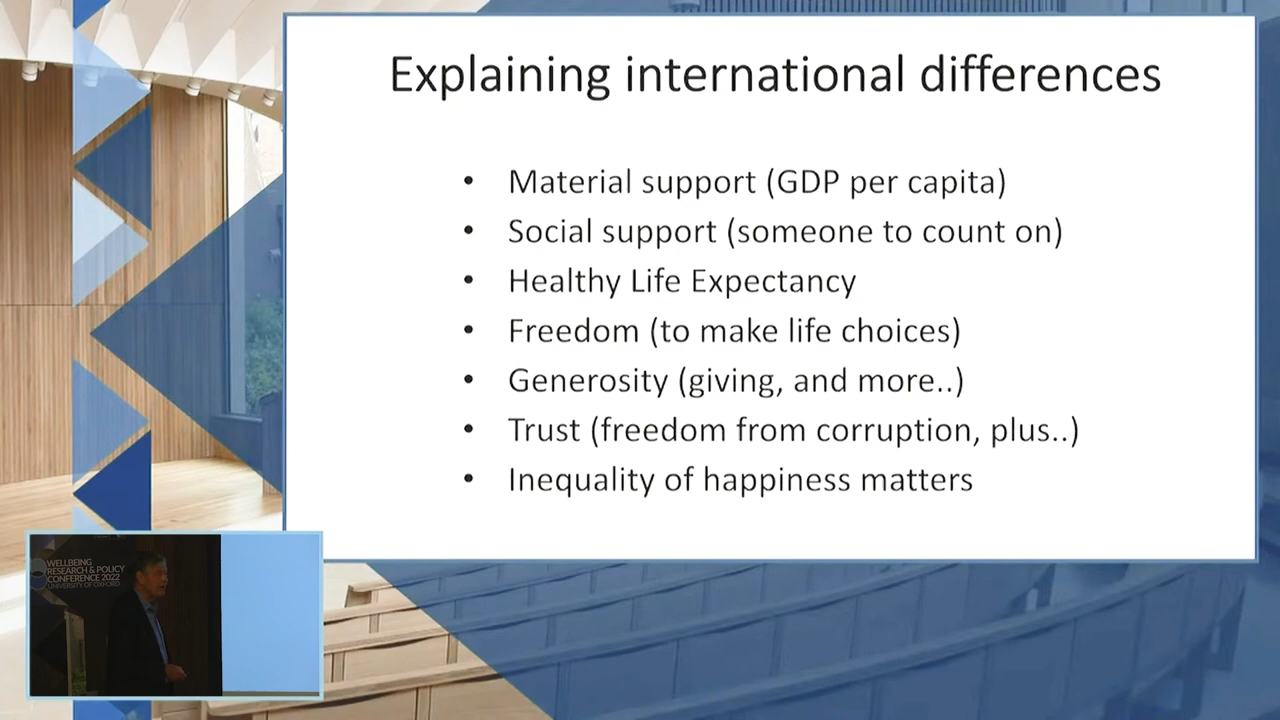 Explaining international differences
• Material support (GDP per capita)
• Social support (someone to count on)
• Healthy Life Expectancy
• Freedom (to make life choices)
• Generosity (giving, and more..)
• Trust (freedom from corruption, plus..)
• Inequality of happiness matters
WELLBEING
RESEARCH & POLICY
CONFERENCE 2022
UNIVERSITY OF OXFORD